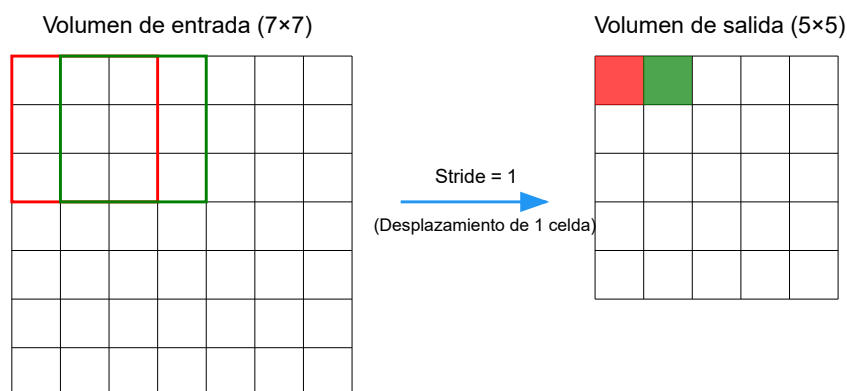 Volumen de entrada (7×7)
Volumen de salida (5×5)
Stride = 1
(Desplazamiento de 1 celda)